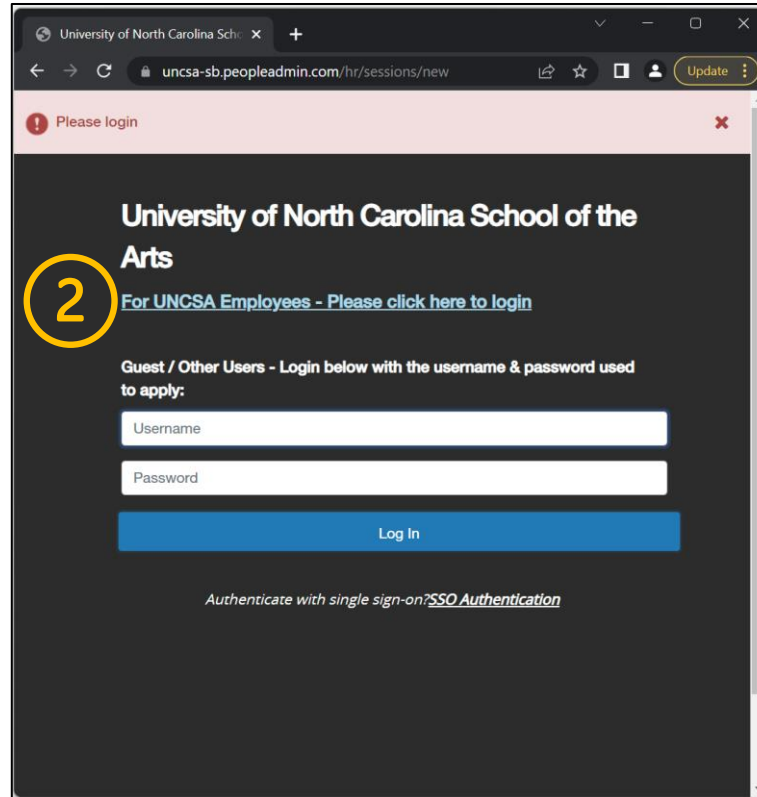 University of North Carolina Scho
uncsa-sb.peopleadmin.com/hr/sessions/new
Update
Please login
University of North Carolina School of the
Arts
2
For UNCSA Employees - Please click here to login
Guest / Other Users - Login below with the username & password used
to apply:
Username
Password
Log In
Authenticate with single sign-on?SSO Authentication